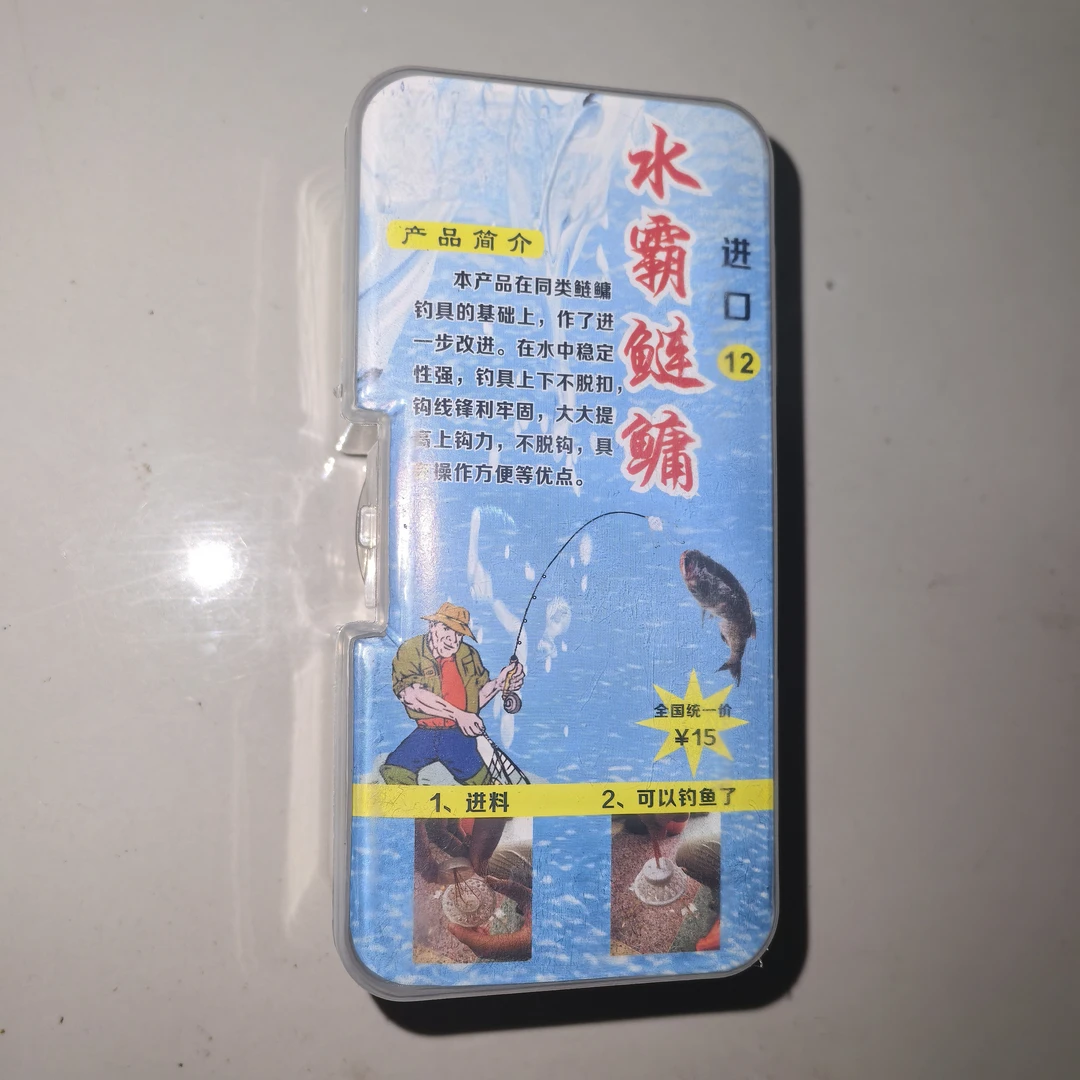 水霸鲢鳙
进口
12
产品简介
本产品在同类鲢鳙
钓具的基础上，作了进
一步改进。在水中稳定
性强，钓具上下不脱扣，
钩线锋利牢固，大大提
高上钩力，不脱钩，具
操作方便等优点。
全国统一价
¥15
1、进料
2、可以钓鱼了